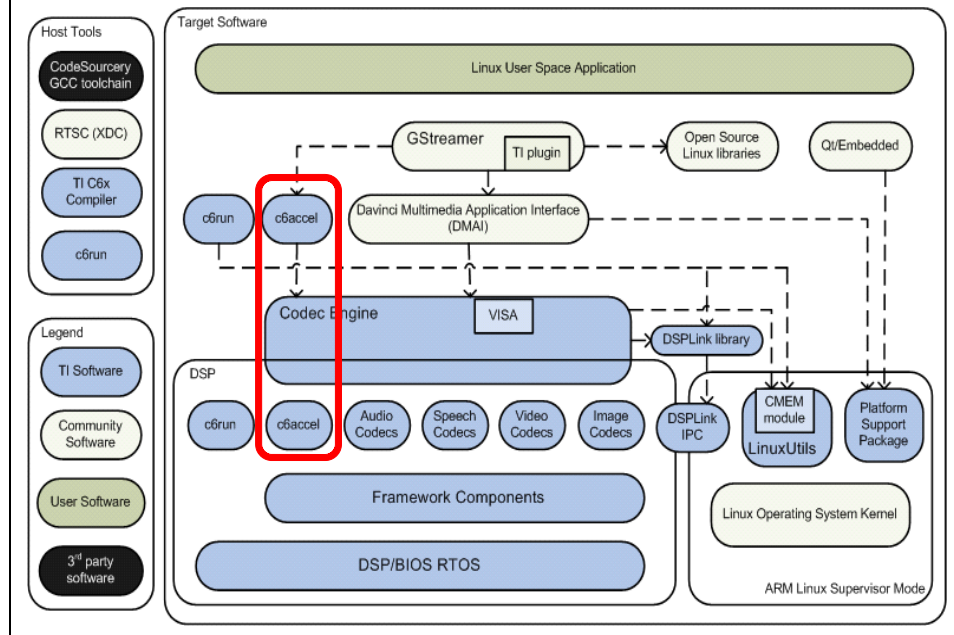 Host Tools
CodeSourcery
GCC toolchain
RTSC (XDC)
TI C6x
Compiler
c6run
Legend
TI Software
Community
Software
User Software
3rd party
software
Target Software
Linux User Space Application
GStreamer
TI plugin
Open Source
Linux libraries
Qt/Embedded
c6run
c6accel
Davinci Multimedia Application Interface
(DMAI)
Codec Engine
VISA
DSPLink library
DSP
c6run
c6accel
Audio
Codecs
Speech
Codecs
Video
Codecs
Image
Codecs
DSPLink
IPC
CMEM
module
LinuxUtils
Platform
Support
Package
Framework Components
Linux Operating System Kernel
DSP/BIOS RTOS
ARM Linux Supervisor Mode